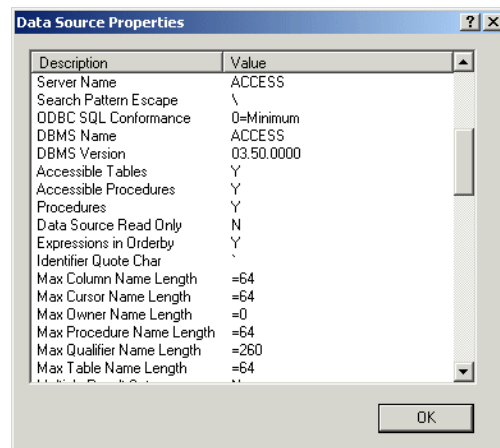 Data Source Properties
Description Value
Server Name ACCESS
Search Pattern Escape \
ODBC SQL Conformance 0=Minimum
DBMS Name ACCESS
DBMS Version 03.50.0000
Accessible Tables Y
Accessible Procedures Y
Procedures Y
Data Source Read Only N
Expressions in Orderby Y
Identifier Quote Char `
Max Column Name Length =64
Max Cursor Name Length =64
Max Owner Name Length =0
Max Procedure Name Length =64
Max Qualifier Name Length =260
Max Table Name Length =64
OK